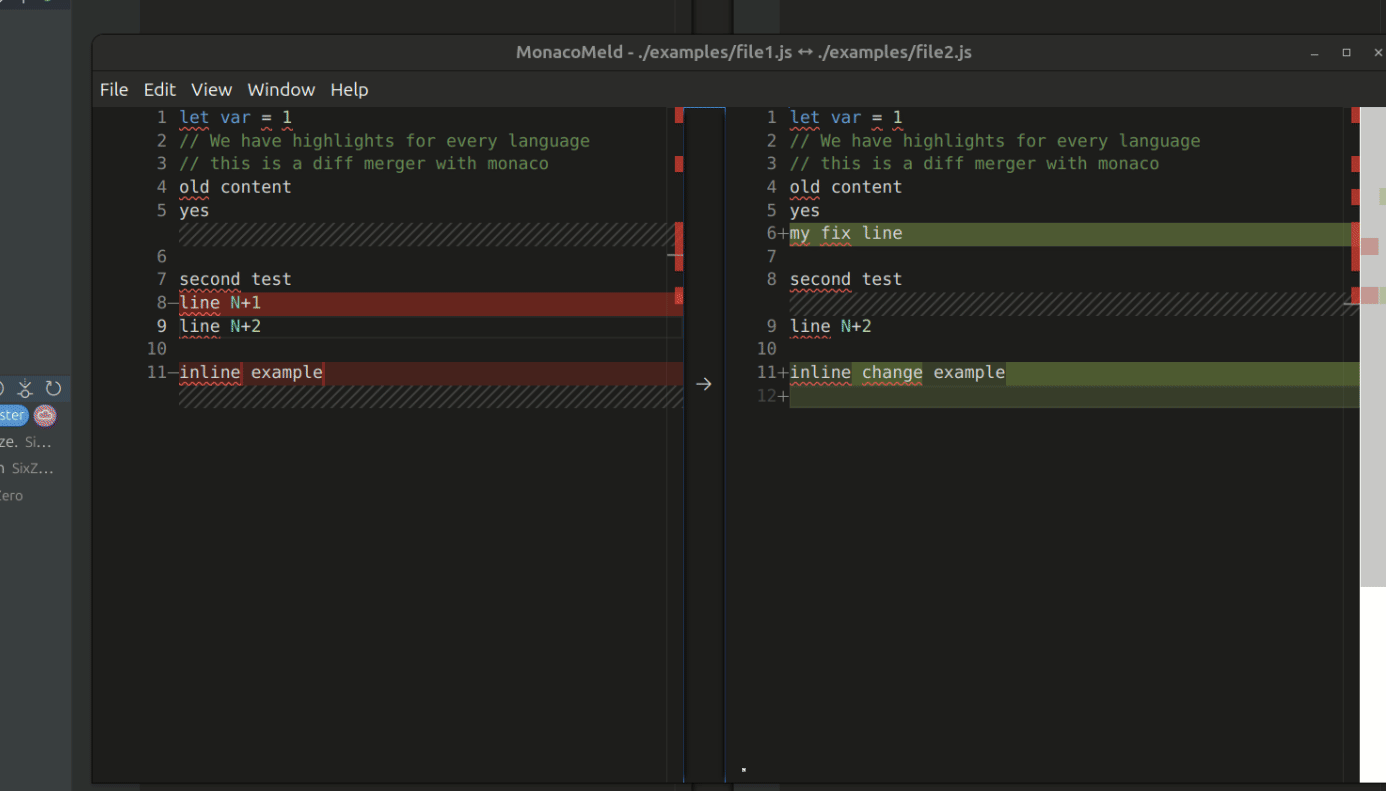 MonacoMeld - ./examples/file1.js ↔ ./examples/file2.js
File Edit View Window Help
1 let var = 1
2 // We have highlights for every language
3 // this is a diff merger with monaco
4 old content
5 yes
6
7 second test
8— line N+1
9 line N+2
10
11— inline example
→
1 let var = 1
2 // We have highlights for every language
3 // this is a diff merger with monaco
4 old content
5 yes
6+ my fix line
7
8 second test
9 line N+2
10
11+ inline change example
12+
ster
ze. Si...
n SixZ...
Zero